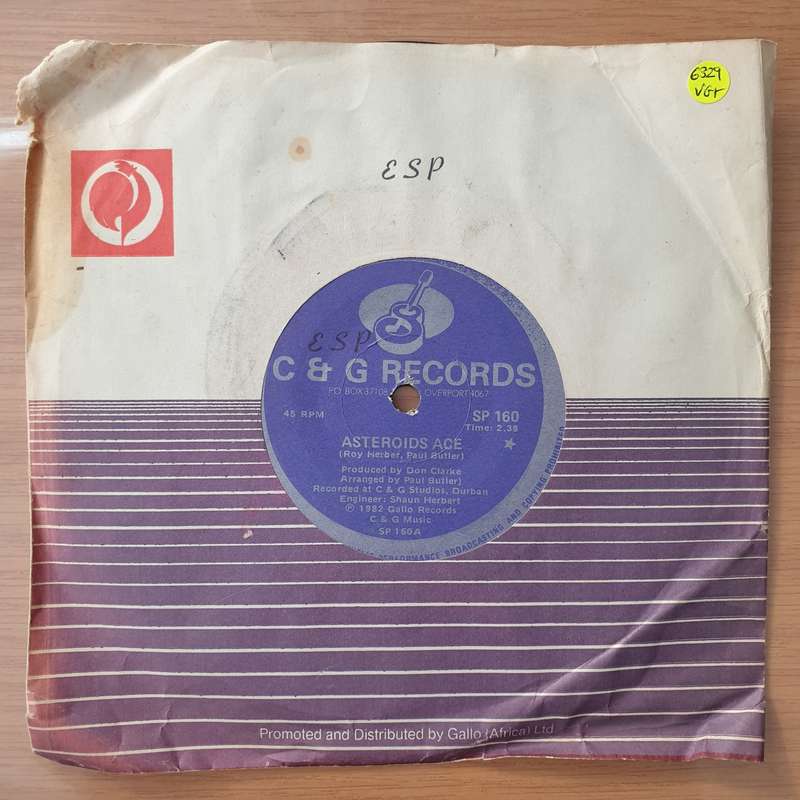 6329
VG+
ESP
ESP
C & G RECORDS
PO BOX 37108 OVERPORT 4067
45 RPM
SP 160
Time: 2.38
ASTEROIDS ACE
(Roy Herber, Paul Butler)
Produced by Don Clarke
Arranged by Paul Butler)
Recorded at C & G Studios, Durban
Engineer: Shaun Herbert
℗ 1982 Gallo Records
C & G Music
SP 160A
PERFORMANCE BROADCASTING AND COPYING PROHIBITED
Promoted and Distributed by Gallo (Africa) Ltd